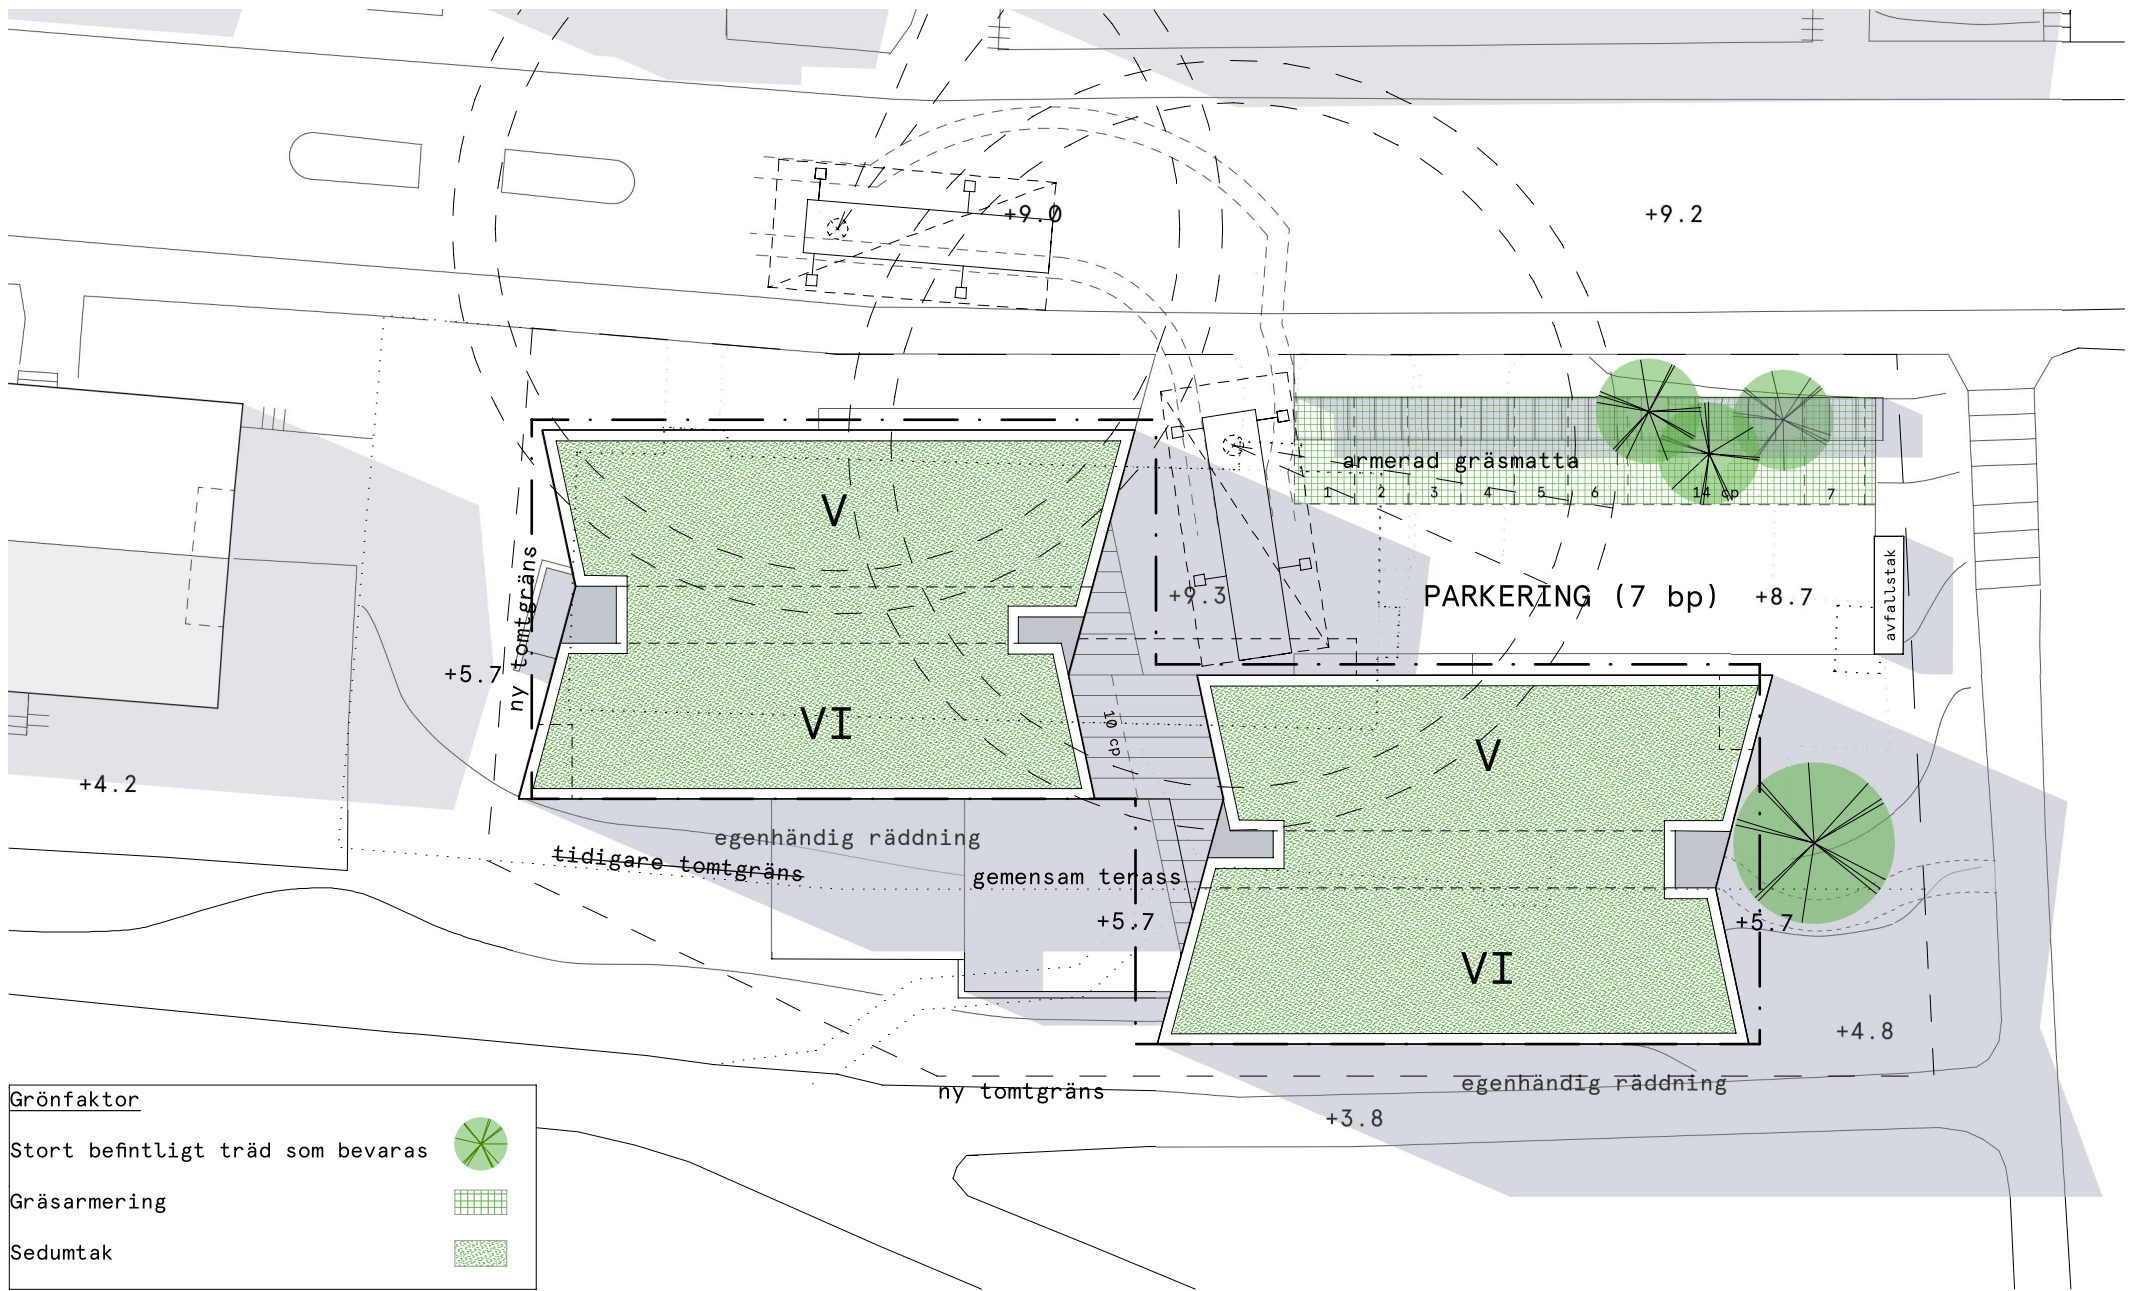 +9.0
+9.2
armerad gräsmatta
1
2
3
4
5
6
14 cp
7
V
+9.3
PARKERING (7 bp)
+8.7
avfallstak
ny tomtgräns
+5.7
VI
10 cp
V
+4.2
egenhändig räddning
tidigare tomtgräns
gemensam terass
+5.7
+5.7
VI
+4.8
ny tomtgräns
egenhändig räddning
+3.8
Grönfaktor
Stort befintligt träd som bevaras
Gräsarmering
Sedumtak